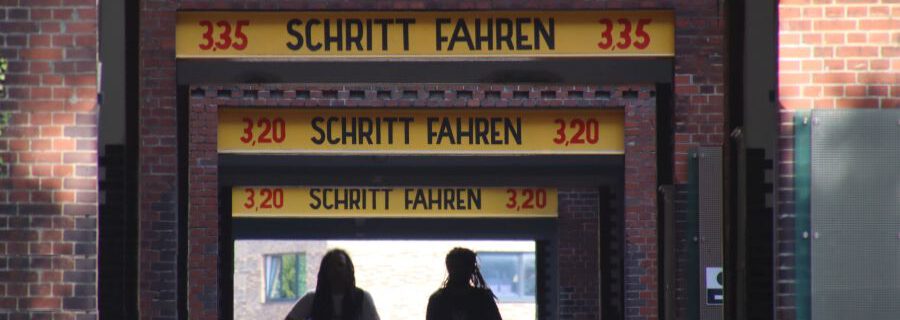 3,35 SCHRITT FAHREN 3,35
3,20 SCHRITT FAHREN 3,20
3,20 SCHRITT FAHREN 3,20